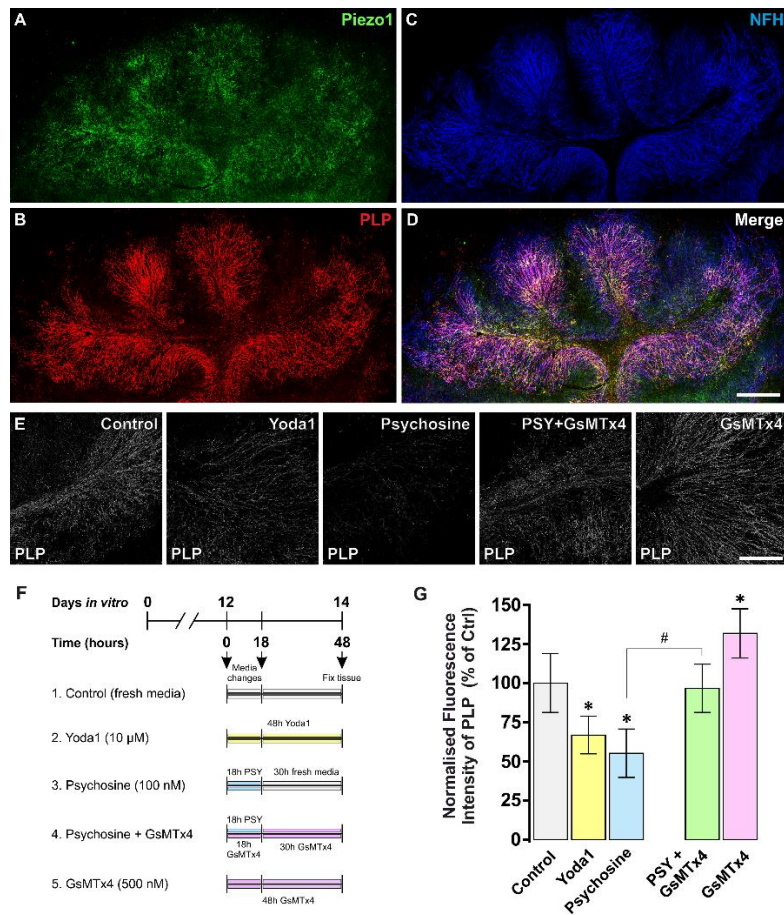 A
Piezo1
C
NFH
B
PLP
D
Merge
E
Control
Yoda1
Psychosine
PSY+GsMTx4
GsMTx4
PLP
PLP
PLP
PLP
PLP
F
Days in vitro
0
12
14
Time (hours)
0
18
48
Media
changes
Fix tissue
1. Control (fresh media)
48h Yoda1
2. Yoda1 (10 µM)
18h PSY
30h fresh media
3. Psychosine (100 nM)
18h PSY
4. Psychosine + GsMTx4
18h
GsMTx4
30h GsMTx4
5. GsMTx4 (500 nM)
48h GsMTx4
G
Normalised Fluorescence
Intensity of PLP (% of Ctrl)
150
125
100
75
50
25
0
*
*
#
*
Control
Yoda1
Psychosine
PSY +
GsMTx4
GsMTx4